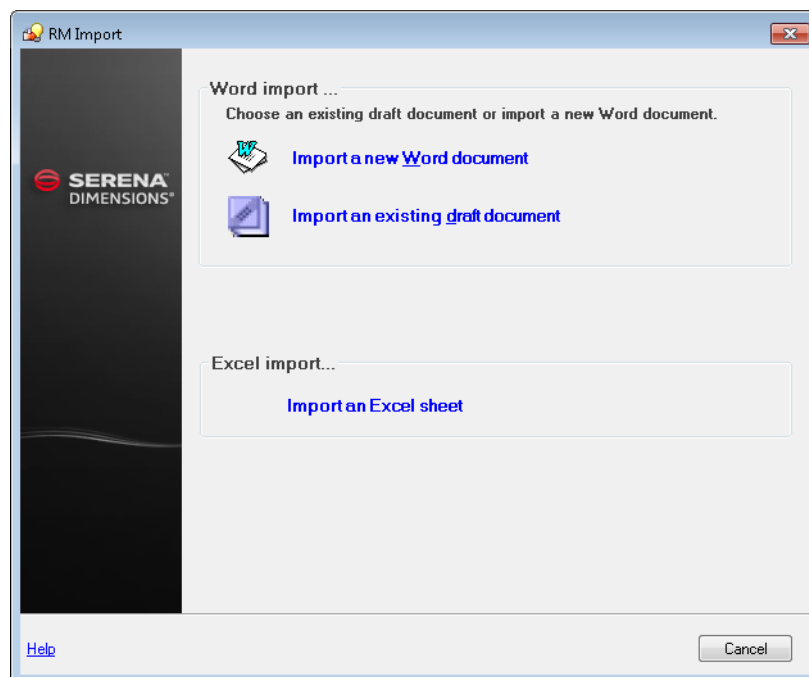 RM Import
Word import ...
Choose an existing draft document or import a new Word document.
Import a new Word document
SERENA™
DIMENSIONS®
Import an existing draft document
Excel import...
Import an Excel sheet
Help
Cancel